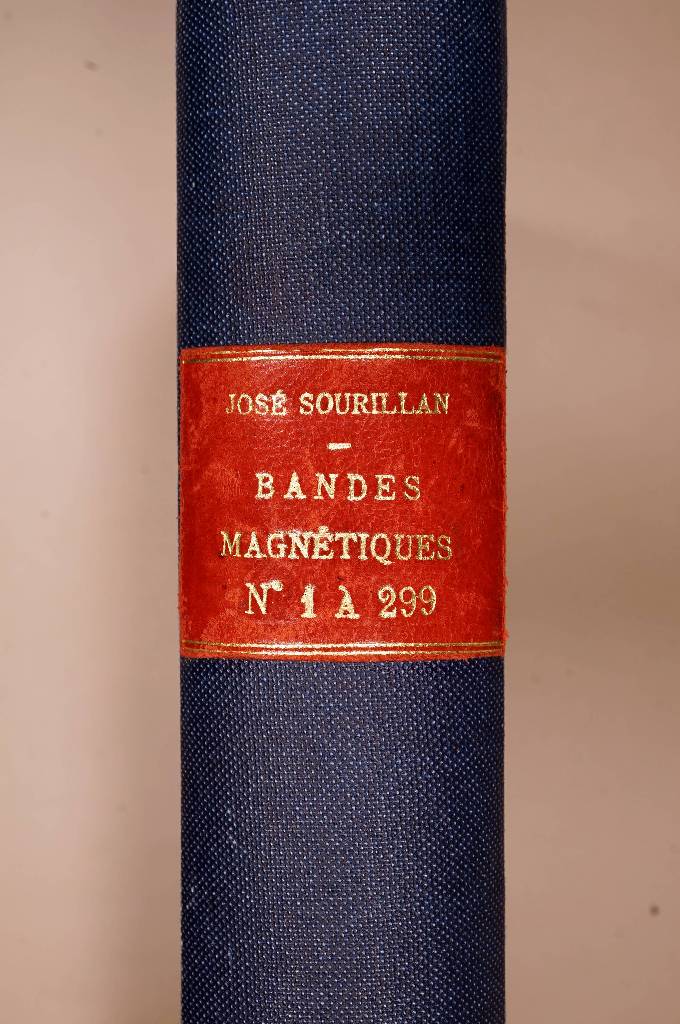 JOSÉ SOURILLAN
—
BANDES
MAGNÉTIQUES
N° 1 À 299